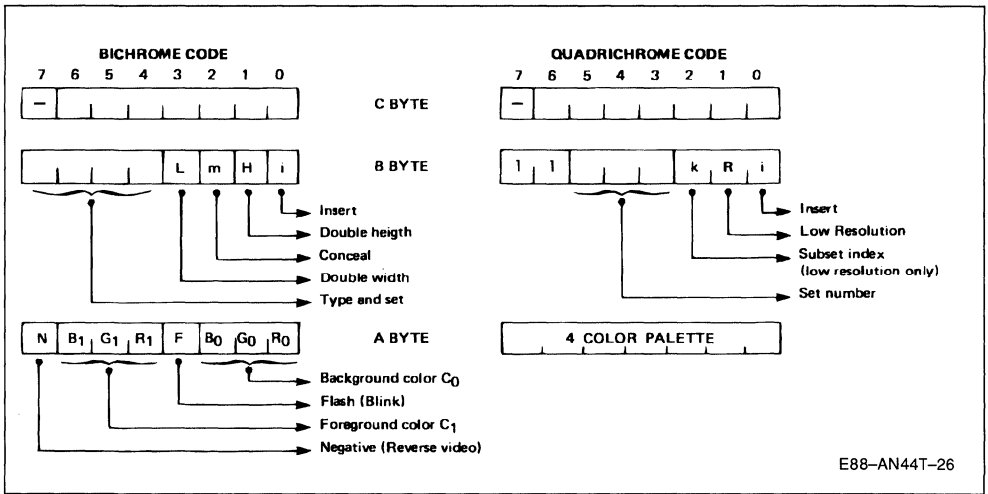 BICHROME CODE
7 6 5 4 3 2 1 0
–
C BYTE
L m H i
B BYTE
Insert
Double heigth
Conceal
Double width
Type and set
N B1 G1 R1 F B0 G0 R0
A BYTE
Background color C0
Flash (Blink)
Foreground color C1
Negative (Reverse video)
QUADRICHROME CODE
7 6 5 4 3 2 1 0
–
1 1 k R i
Insert
Low Resolution
Subset index
(low resolution only)
Set number
4 COLOR PALETTE
E88–AN44T–26